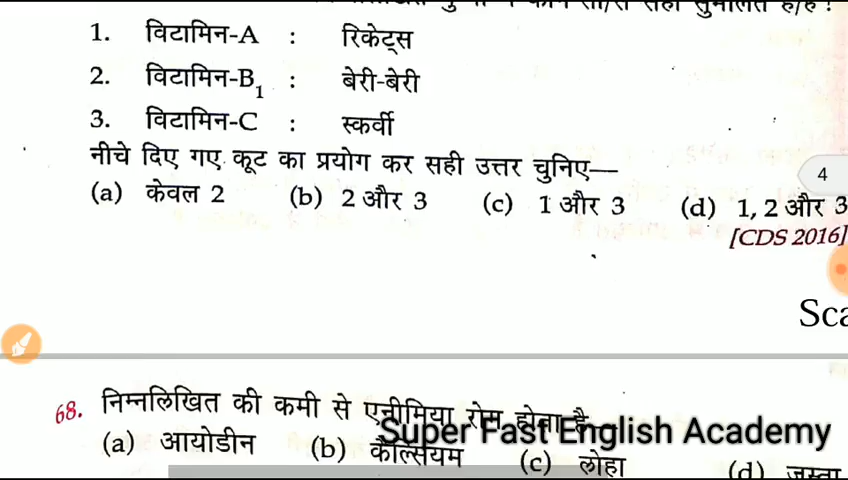 1. विटामिन-A : रिकेट्स
2. विटामिन-B1 : बेरी-बेरी
3. विटामिन-C : स्कर्वी
नीचे दिए गए कूट का प्रयोग कर सही उत्तर चुनिए—
4
(a) केवल 2 (b) 2 और 3 (c) 1 और 3 (d) 1, 2 और 3
[CDS 2016]
Sca
68. निम्नलिखित की कमी से एनीमिया रोग होता है—
Super Fast English Academy
(a) आयोडीन (b) कैल्सियम (c) लोहा (d) जस्ता